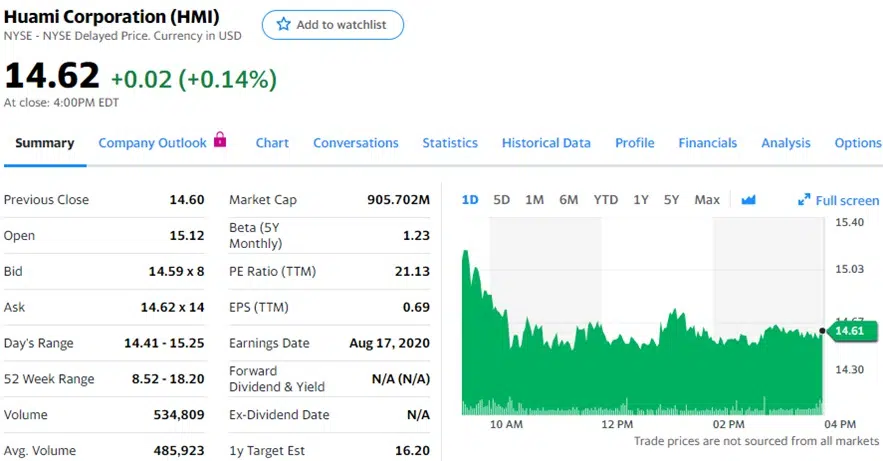 Huami Corporation (HMI)
Add to watchlist
NYSE - NYSE Delayed Price. Currency in USD
14.62 +0.02 (+0.14%)
At close: 4:00PM EDT
Summary Company Outlook Chart Conversations Statistics Historical Data Profile Financials Analysis Options
Previous Close 14.60
Open 15.12
Bid 14.59 x 8
Ask 14.62 x 14
Day's Range 14.41 - 15.25
52 Week Range 8.52 - 18.20
Volume 534,809
Avg. Volume 485,923
Market Cap 905.702M
Beta (5Y
Monthly) 1.23
PE Ratio (TTM) 21.13
EPS (TTM) 0.69
Earnings Date Aug 17, 2020
Forward
Dividend & Yield N/A (N/A)
Ex-Dividend Date N/A
1y Target Est 16.20
1D 5D 1M 6M YTD 1Y 5Y Max Full screen
15.40
15.03
14.67
14.61
14.30
10 AM 12 PM 02 PM 04 PM
Trade prices are not sourced from all markets